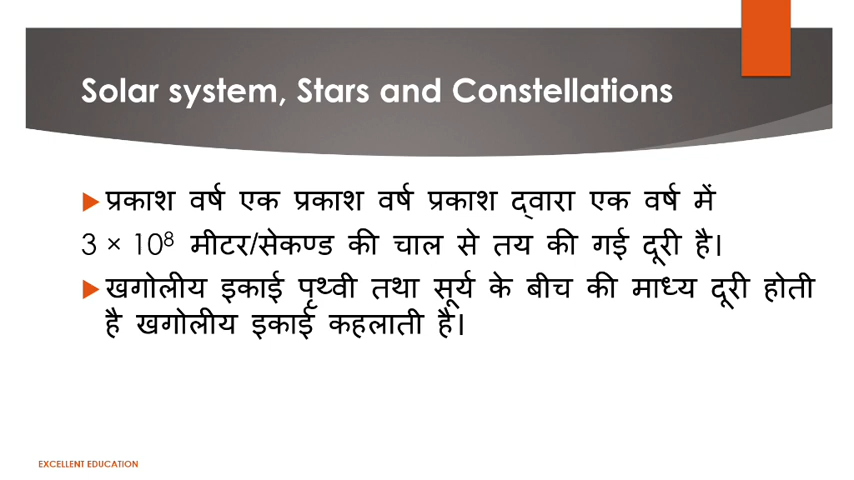 Solar system, Stars and Constellations
प्रकाश वर्ष एक प्रकाश वर्ष प्रकाश द्वारा एक वर्ष में
3 × 10⁸ मीटर/सेकण्ड की चाल से तय की गई दूरी है।
खगोलीय इकाई पृथ्वी तथा सूर्य के बीच की माध्य दूरी होती
है खगोलीय इकाई कहलाती है।
EXCELLENT EDUCATION